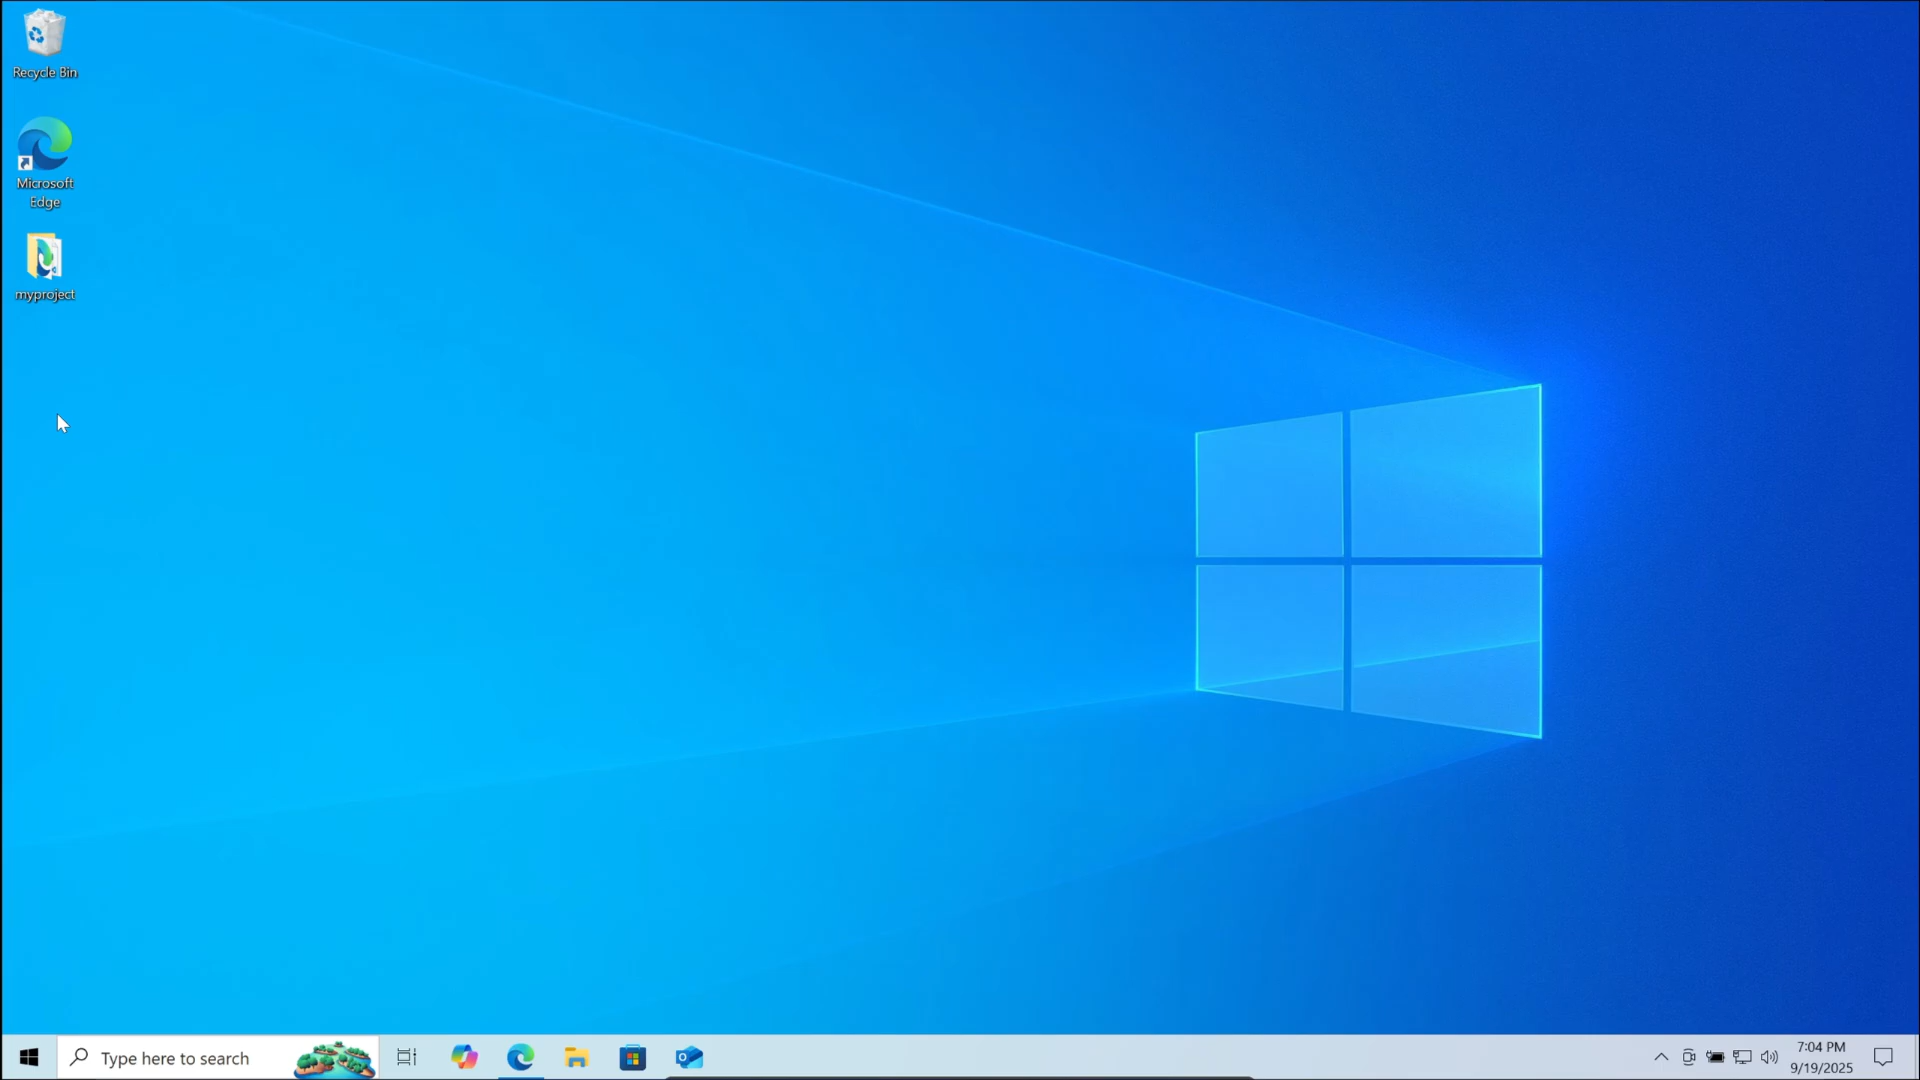 Recycle Bin
Microsoft
Edge
myproject
Type here to search
7:04 PM
9/19/2025